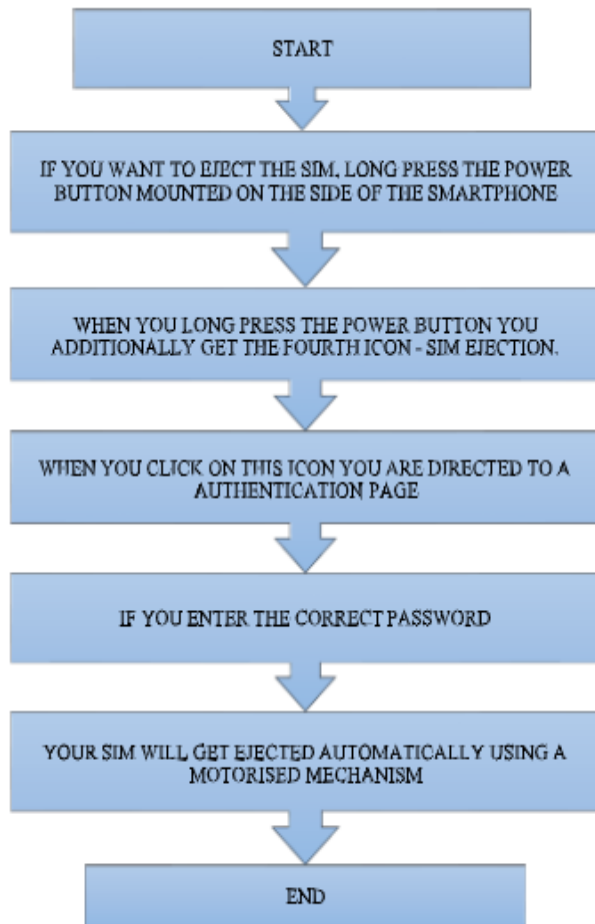 START
IF YOU WANT TO EJECT THE SIM, LONG PRESS THE POWER
BUTTON MOUNTED ON THE SIDE OF THE SMARTPHONE
WHEN YOU LONG PRESS THE POWER BUTTON YOU
ADDITIONALLY GET THE FOURTH ICON - SIM EJECTION.
WHEN YOU CLICK ON THIS ICON YOU ARE DIRECTED TO A
AUTHENTICATION PAGE
IF YOU ENTER THE CORRECT PASSWORD
YOUR SIM WILL GET EJECTED AUTOMATICALLY USING A
MOTORISED MECHANISM
END